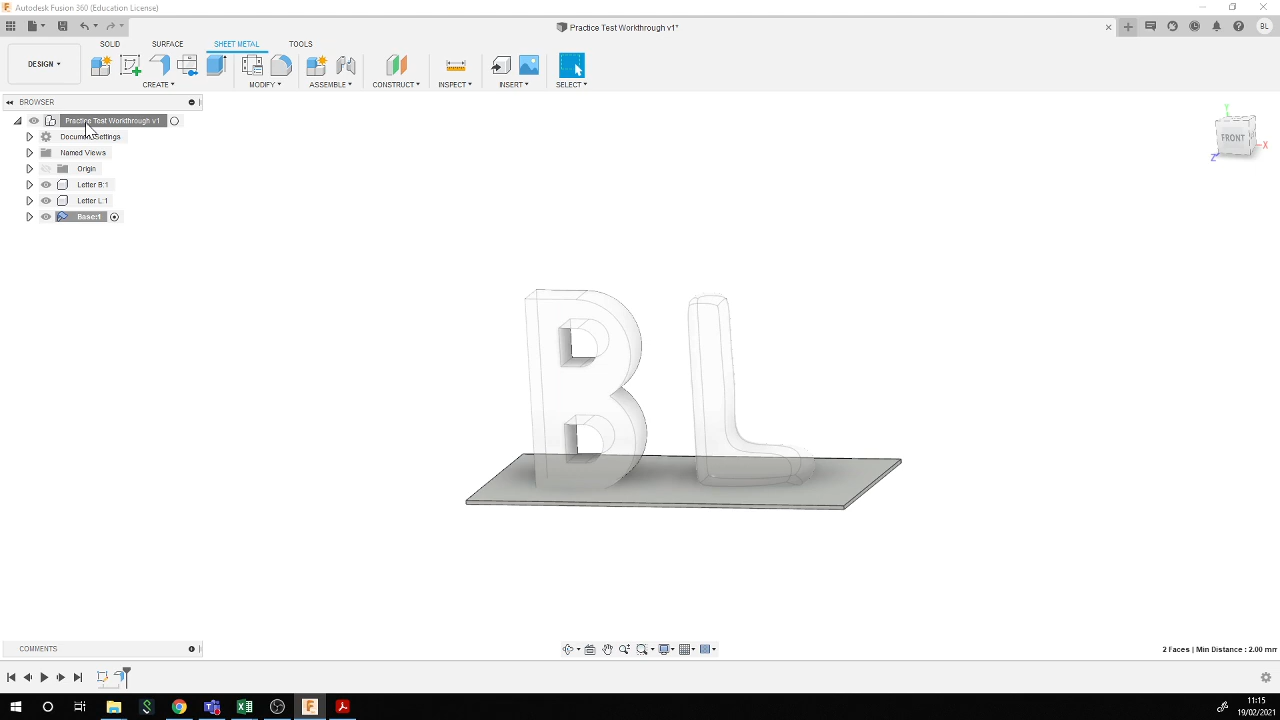 Autodesk Fusion 360 (Education License)
Practice Test Workthrough v1*
BL
DESIGN
SOLID
SURFACE
SHEET METAL
TOOLS
CREATE
MODIFY
ASSEMBLE
CONSTRUCT
INSPECT
INSERT
SELECT
BROWSER
Practice Test Workthrough v1
Document Settings
Named Views
Origin
Letter B:1
Letter L:1
Base:1
Y
FRONT
X
Z
COMMENTS
2 Faces | Min Distance : 2.00 mm
11:15
19/02/2021